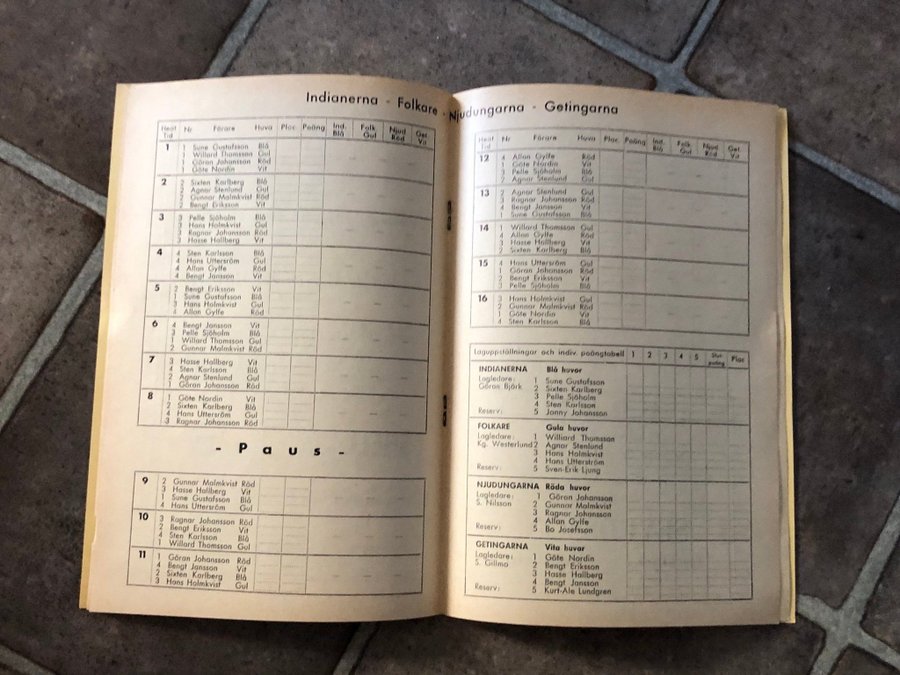 Indianerna - Folkare - Njudungarna - Getingarna
Heat Tid Nr Förare Huva Plac. Poäng Ind. Blå Folk Gul Njud Röd Get. Vit
1 1 Sune Gustafsson Blå
1 Willard Thomsson Gul
1 Göran Johansson Röd
1 Göte Nordin Vit
2 2 Sixten Karlberg Blå
2 Agnar Stenlund Gul
2 Gunnar Malmkvist Röd
2 Bengt Eriksson Vit
3 3 Pelle Sjöholm Blå
3 Hans Holmkvist Gul
3 Ragnar Johansson Röd
3 Hasse Hallberg Vit
4 4 Sten Karlsson Blå
4 Hans Utterström Gul
4 Allan Gylfe Röd
4 Bengt Jansson Vit
5 2 Bengt Eriksson Vit
1 Sune Gustafsson Blå
3 Hans Holmkvist Gul
4 Allan Gylfe Röd
6 4 Bengt Jansson Vit
3 Pelle Sjöholm Blå
1 Willard Thomsson Gul
2 Gunnar Malmkvist Röd
7 3 Hasse Hallberg Vit
4 Sten Karlsson Blå
2 Agnar Stenlund Gul
1 Göran Johansson Röd
8 1 Göte Nordin Vit
2 Sixten Karlberg Blå
4 Hans Utterström Gul
3 Ragnar Johansson Röd
- Paus -
9 2 Gunnar Malmkvist Röd
3 Hasse Hallberg Vit
1 Sune Gustafsson Blå
4 Hans Utterström Gul
10 3 Ragnar Johansson Röd
2 Bengt Eriksson Vit
4 Sten Karlsson Blå
1 Willard Thomsson Gul
11 1 Göran Johansson Röd
4 Bengt Jansson Vit
2 Sixten Karlberg Blå
3 Hans Holmkvist Gul
Heat Tid Nr Förare Huva Plac. Poäng Ind. Blå Folk. Gul Njud Röd Get. Vit
12 4 Allan Gylfe Röd
1 Göte Nordin Vit
3 Pelle Sjöholm Blå
2 Agnar Stenlund Gul
13 2 Agnar Stenlund Gul
3 Ragnar Johansson Röd
4 Bengt Jansson Vit
1 Sune Gustafsson Blå
14 1 Willard Thomsson Gul
4 Allan Gylfe Röd
3 Hasse Hallberg Vit
2 Sixten Karlberg Blå
15 4 Hans Utterström Gul
1 Göran Johansson Röd
2 Bengt Eriksson Vit
3 Pelle Sjöholm Blå
16 3 Hans Holmkvist Gul
2 Gunnar Malmkvist Röd
1 Göte Nordin Vit
4 Sten Karlsson Blå
Laguppställningar och indiv. poängtabell 1 2 3 4 5 Slutpoäng Plac
INDIANERNA Blå huvor
Lagledare: 1 Sune Gustafsson
Göran Björk 2 Sixten Karlberg
3 Pelle Sjöholm
4 Sten Karlsson
Reserv: 5 Jonny Johansson
FOLKARE Gula huvor
Lagledare: 1 Williard Thomsson
Kg. Westerlund 2 Agnar Stenlund
3 Hans Holmkvist
4 Hans Utterström
Reserv: 5 Sven-Erik Ljung
NJUDUNGARNA Röda huvor
Lagledare: 1 Göran Johansson
S. Nilsson 2 Gunnar Malmkvist
3 Ragnar Johansson
4 Allan Gylfe
Reserv: 5 Bo Josefsson
GETINGARNA Vita huvor
Lagledare: 1 Göte Nordin
S. Gillmo 2 Bengt Eriksson
3 Hasse Hallberg
4 Bengt Jansson
Reserv: 5 Kurt-Ale Lundgren